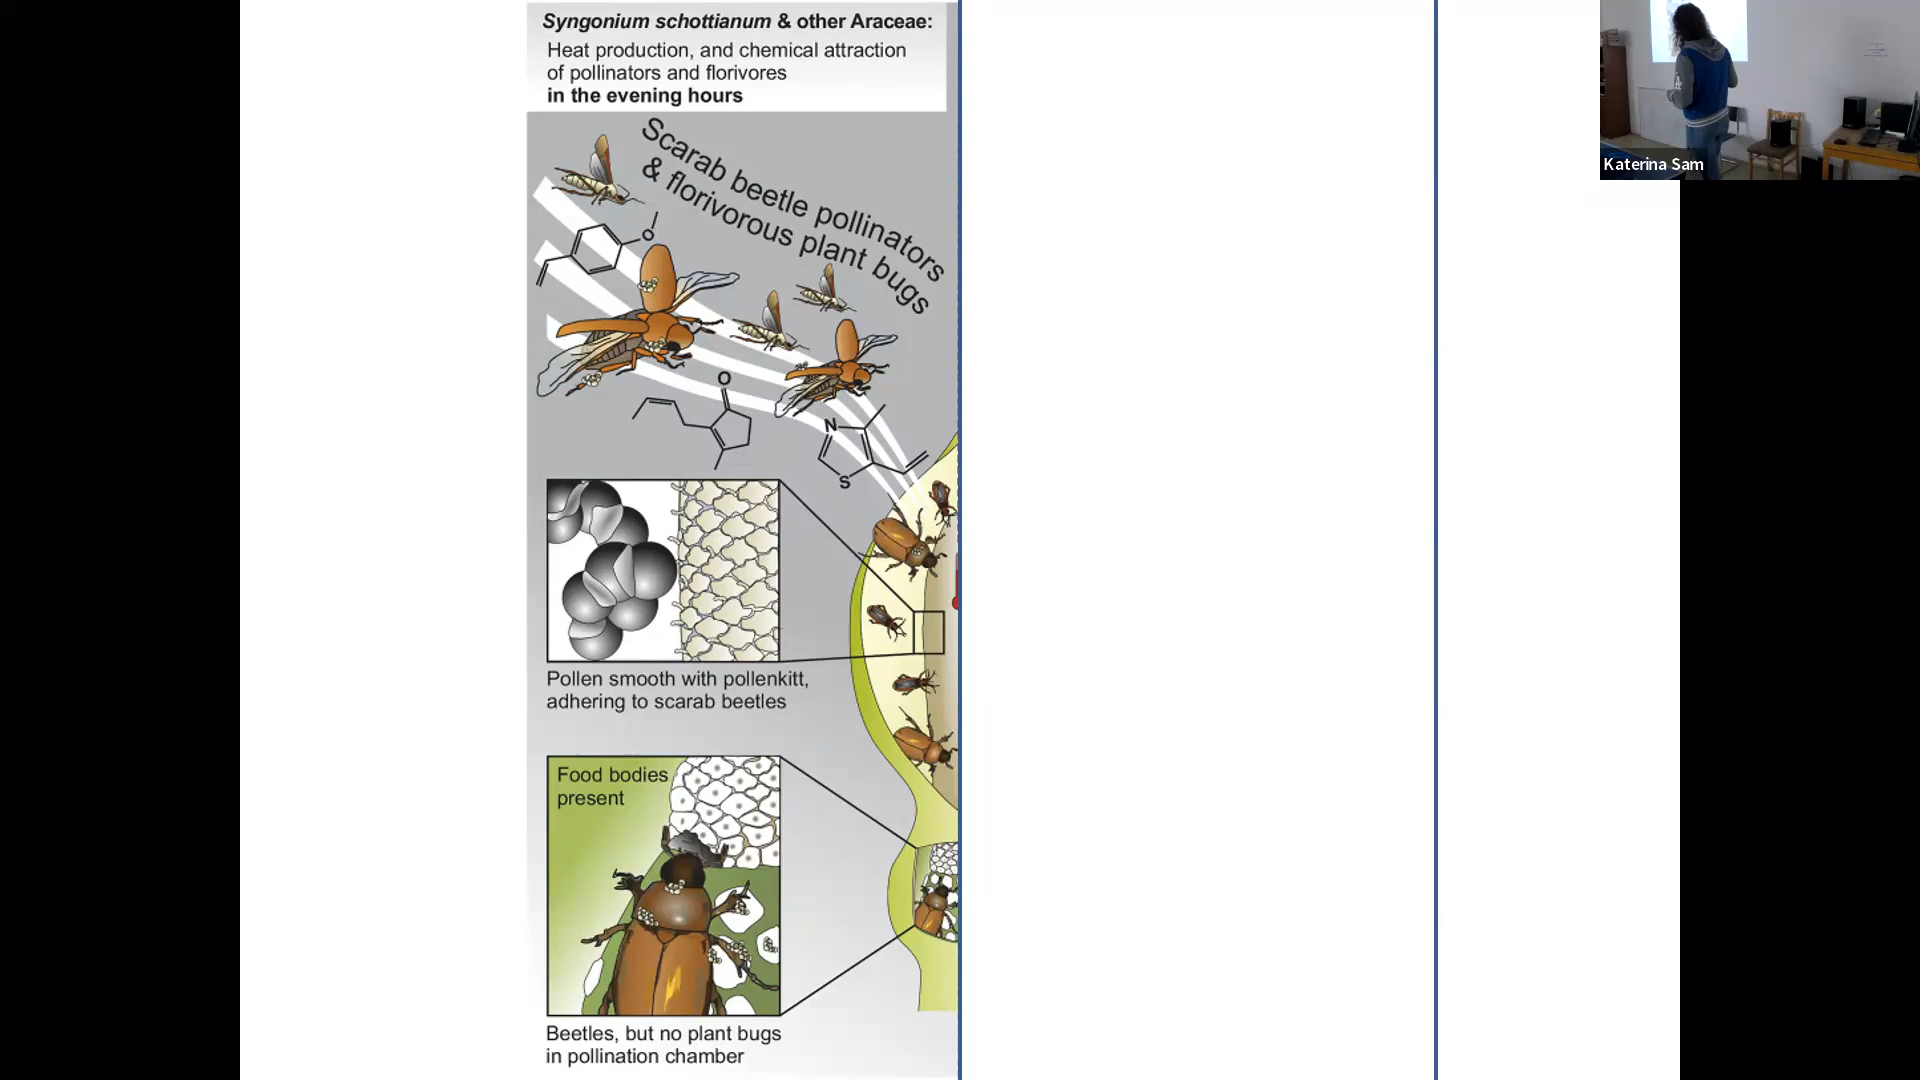 Syngonium schottianum & other Araceae:
Heat production, and chemical attraction
of pollinators and florivores
in the evening hours
Scarab beetle pollinators
& florivorous plant bugs
O
O
N
S
Pollen smooth with pollenkitt,
adhering to scarab beetles
Food bodies
present
Beetles, but no plant bugs
in pollination chamber
Katerina Sam